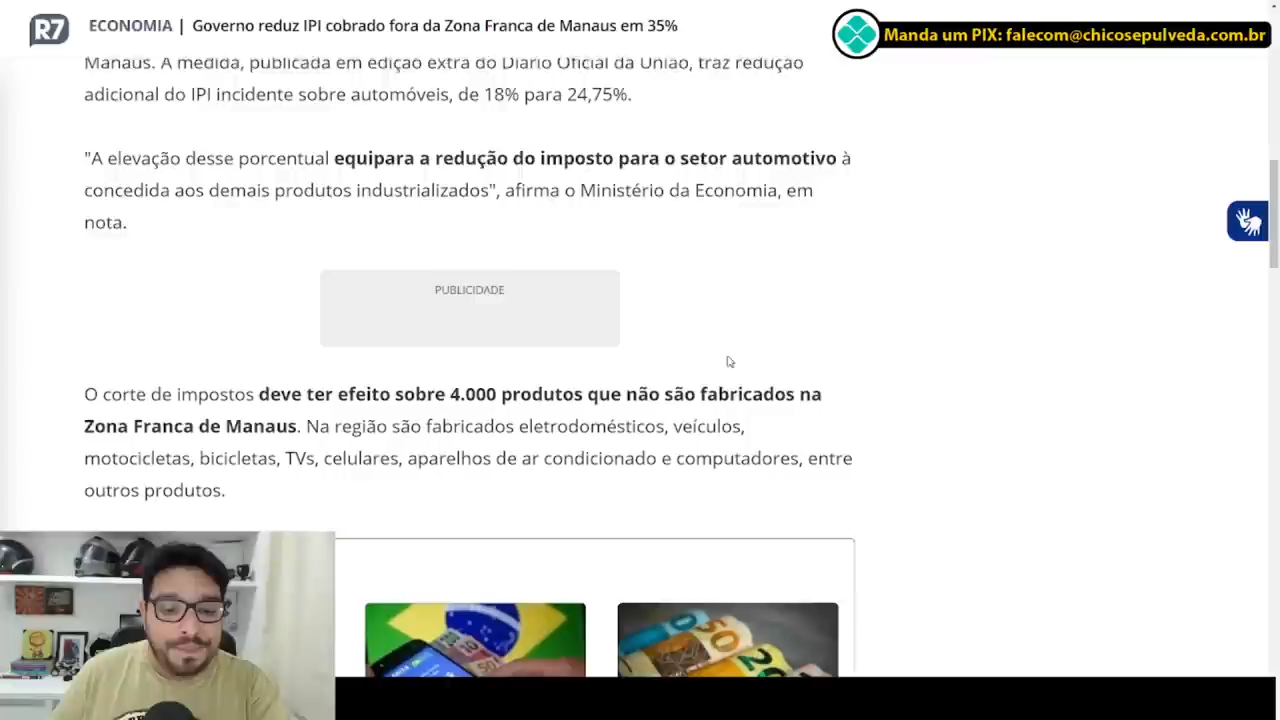 R7 ECONOMIA | Governo reduz IPI cobrado fora da Zona Franca de Manaus em 35%
Manda um PIX: falecom@chicosepulveda.com.br
Manaus. A medida, publicada em edição extra do Diário Oficial da União, traz redução
adicional do IPI incidente sobre automóveis, de 18% para 24,75%.
"A elevação desse porcentual equipara a redução do imposto para o setor automotivo à
concedida aos demais produtos industrializados", afirma o Ministério da Economia, em
nota.
PUBLICIDADE
O corte de impostos deve ter efeito sobre 4.000 produtos que não são fabricados na
Zona Franca de Manaus. Na região são fabricados eletrodomésticos, veículos,
motocicletas, bicicletas, TVs, celulares, aparelhos de ar condicionado e computadores, entre
outros produtos.
50
20